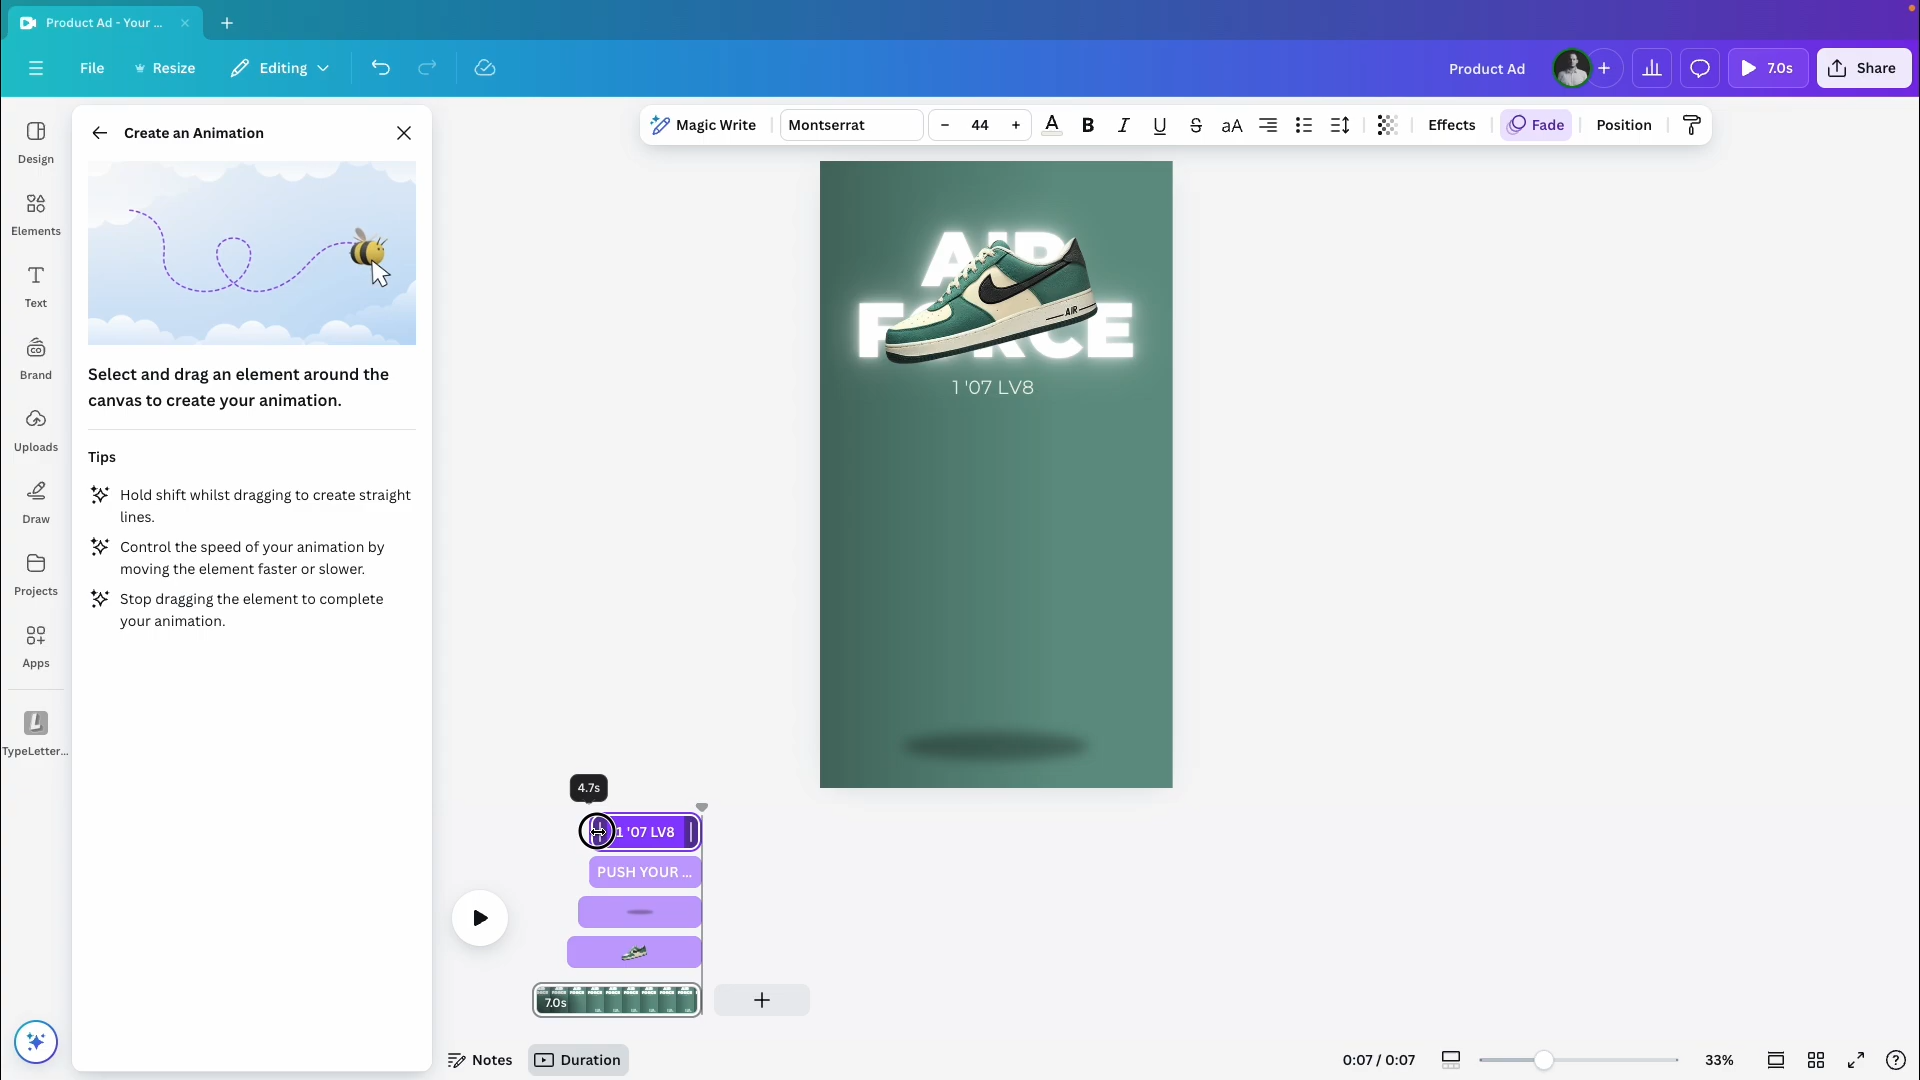 Product Ad - Your ...
File
Resize
Editing
Product Ad
7.0s
Share
Create an Animation
Magic Write
Montserrat
44
A
B
I
U
S
aA
Effects
Fade
Position
Design
Elements
Text
Brand
Uploads
Draw
Projects
Apps
TypeLetter...
Select and drag an element around the
canvas to create your animation.
Tips
Hold shift whilst dragging to create straight
lines.
Control the speed of your animation by
moving the element faster or slower.
Stop dragging the element to complete
your animation.
AIR
FORCE
AIR
1 '07 LV8
4.7s
1 '07 LV8
PUSH YOUR ...
7.0s
Notes
Duration
0:07 / 0:07
33%